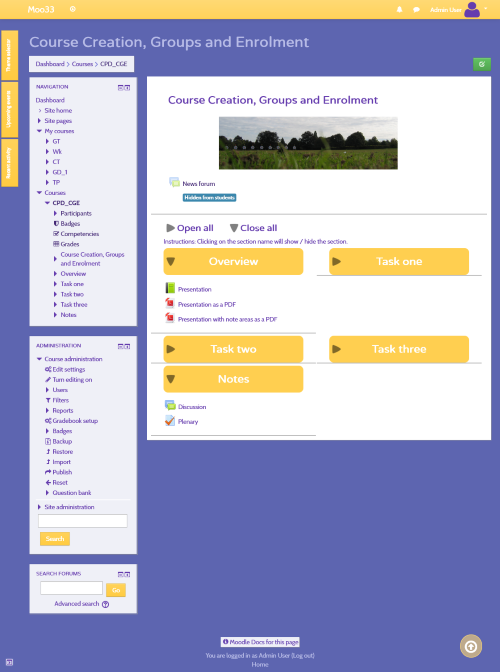 Moo33
Admin User
Theme selector
Upcoming events
Recent activity
Course Creation, Groups and Enrolment
Dashboard > Courses > CPD_CGE
NAVIGATION
Dashboard
Site home
Site pages
My courses
GT
Wk
CT
GD_1
TP
Courses
CPD_CGE
Participants
Badges
Competencies
Grades
Course Creation, Groups
and Enrolment
Overview
Task one
Task two
Task three
Notes
ADMINISTRATION
Course administration
Edit settings
Turn editing on
Users
Filters
Reports
Gradebook setup
Badges
Backup
Restore
Import
Publish
Reset
Question bank
Site administration
Search
SEARCH FORUMS
Go
Advanced search
Course Creation, Groups and Enrolment
News forum
Hidden from students
Open all Close all
Instructions: Clicking on the section name will show / hide the section.
Overview
Task one
Presentation
Presentation as a PDF
Presentation with note areas as a PDF
Task two
Task three
Notes
Discussion
Plenary
Moodle Docs for this page
You are logged in as Admin User (Log out)
Home